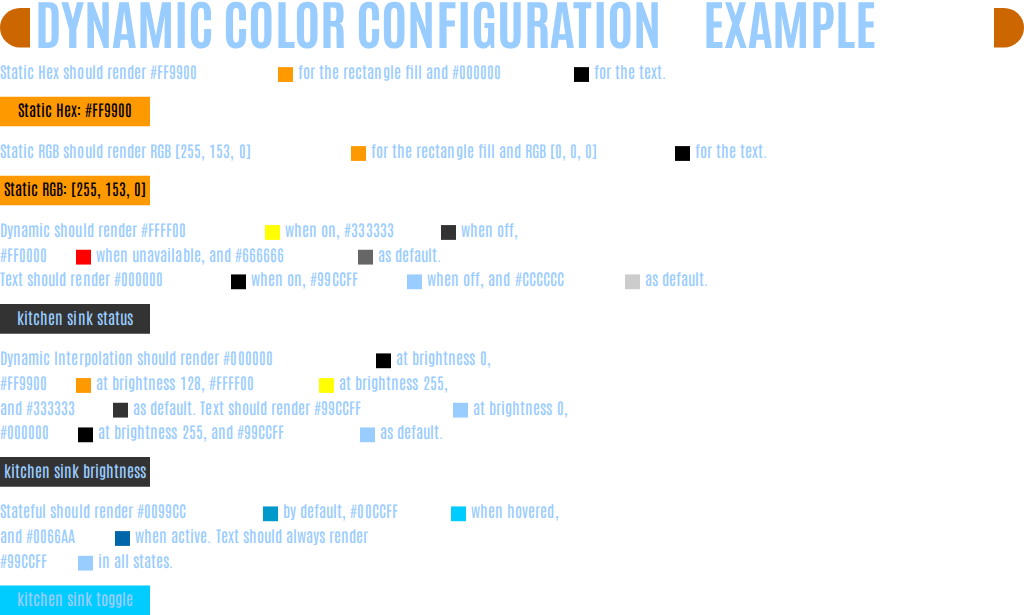 DYNAMIC COLOR CONFIGURATION EXAMPLE
Static Hex should render #FF9900 for the rectangle fill and #000000 for the text.
Static Hex: #FF9900
Static RGB should render RGB [255, 153, 0] for the rectangle fill and RGB [0, 0, 0] for the text.
Static RGB: [255, 153, 0]
Dynamic should render #FFFF00 when on, #333333 when off,
#FF0000 when unavailable, and #666666 as default.
Text should render #000000 when on, #99CCFF when off, and #CCCCCC as default.
kitchen sink status
Dynamic Interpolation should render #000000 at brightness 0,
#FF9900 at brightness 128, #FFFF00 at brightness 255,
and #333333 as default. Text should render #99CCFF at brightness 0,
#000000 at brightness 255, and #99CCFF as default.
kitchen sink brightness
Stateful should render #0099CC by default, #00CCFF when hovered,
and #0066AA when active. Text should always render
#99CCFF in all states.
kitchen sink toggle